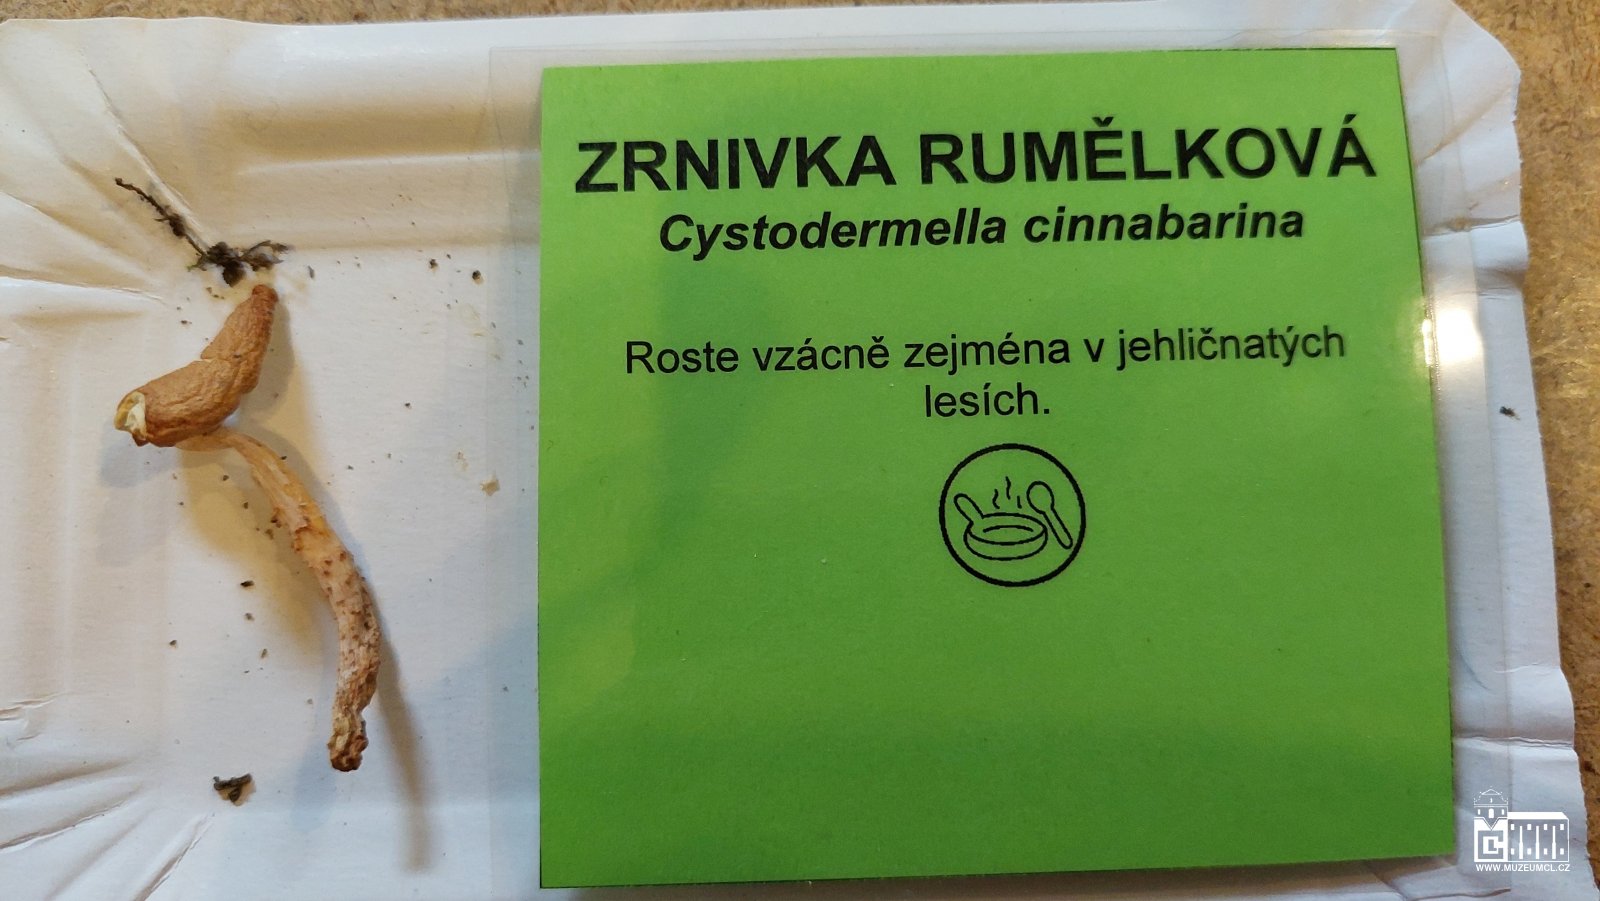 ZRNIVKA RUMĚLKOVÁ
Cystodermella cinnabarina
Roste vzácně zejména v jehličnatých
lesích.
WWW.MUZEUMCL.CZ